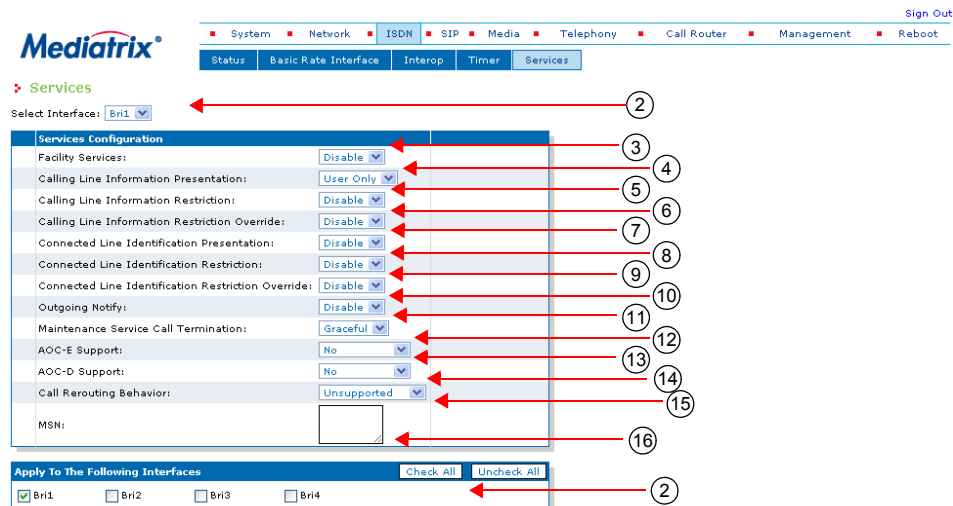 Sign Out
Mediatrix®
System Network ISDN SIP Media Telephony Call Router Management Reboot
Status Basic Rate Interface Interop Timer Services
Services
Select Interface: Bri1 2
Services Configuration
3
Facility Services: Disable
4
Calling Line Information Presentation: User Only
5
Calling Line Information Restriction: Disable
6
Calling Line Information Restriction Override: Disable
7
Connected Line Identification Presentation: Disable
8
Connected Line Identification Restriction: Disable
9
Connected Line Identification Restriction Override: Disable
10
Outgoing Notify: Disable
11
Maintenance Service Call Termination: Graceful
12
AOC-E Support: No
13
AOC-D Support: No
14
Call Rerouting Behavior: Unsupported
15
MSN:
16
Apply To The Following Interfaces Check All Uncheck All
Bri1 Bri2 Bri3 Bri4 2